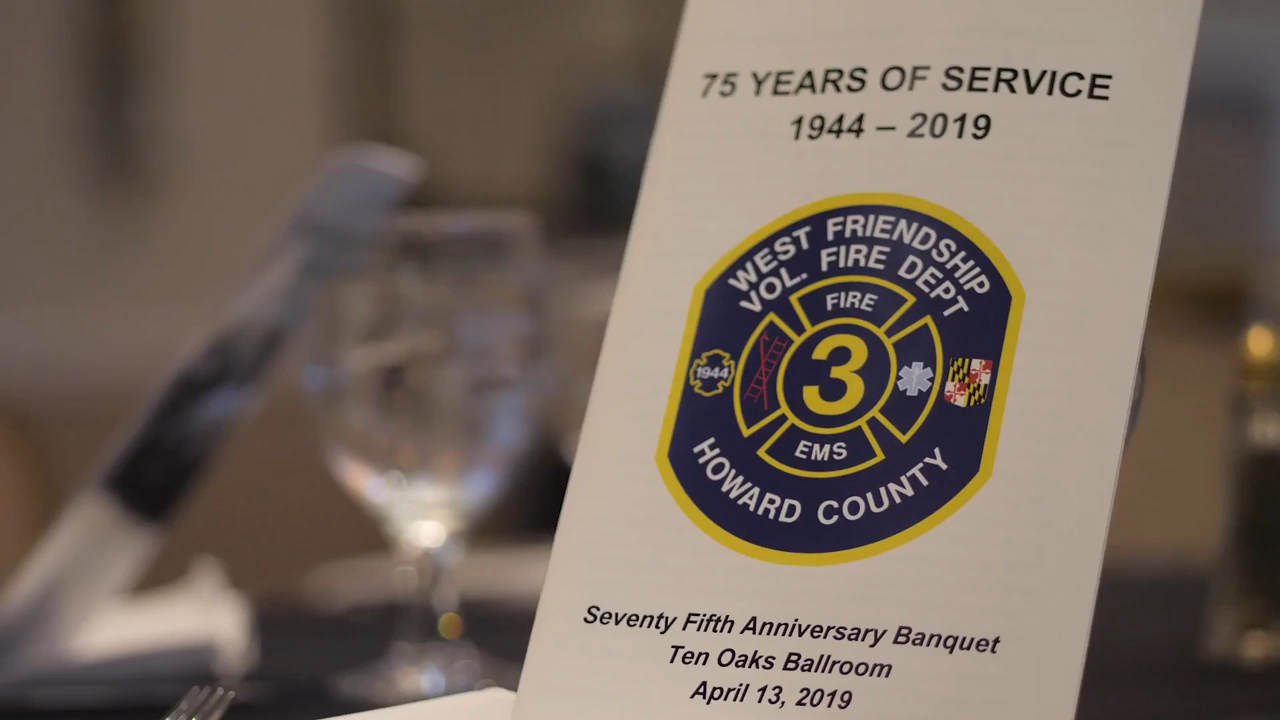 75 YEARS OF SERVICE
1944 – 2019
WEST FRIENDSHIP
VOL. FIRE DEPT
FIRE
1944
3
EMS
HOWARD COUNTY
Seventy Fifth Anniversary Banquet
Ten Oaks Ballroom
April 13, 2019